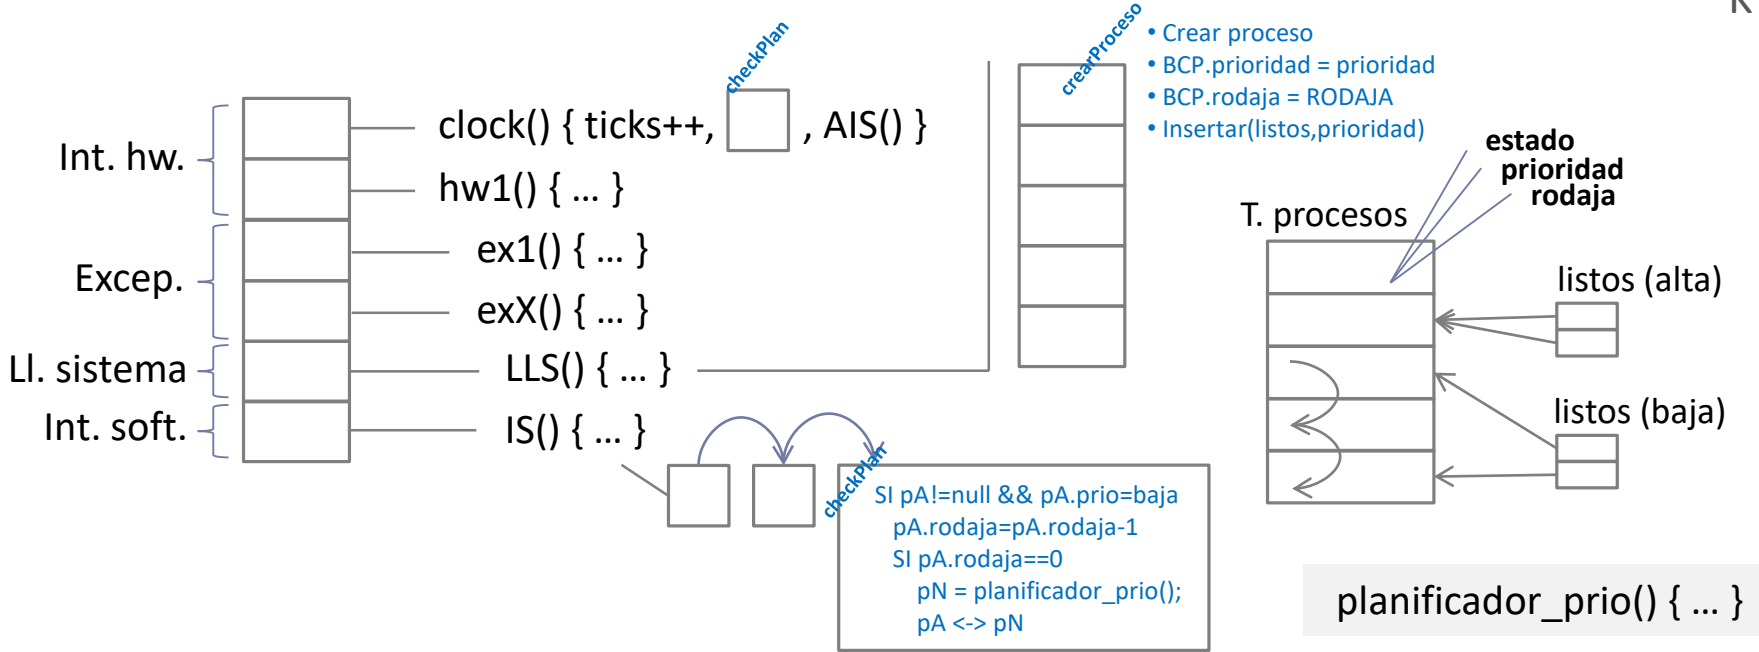 K
checkPlan
crearProceso
• Crear proceso
• BCP.prioridad = prioridad
• BCP.rodaja = RODAJA
• Insertar(listos,prioridad)
Int. hw.
clock() { ticks++, , AIS() }
hw1() { ... }
estado
prioridad
rodaja
T. procesos
Excep.
ex1() { ... }
exX() { ... }
listos (alta)
Ll. sistema
LLS() { ... }
Int. soft.
IS() { ... }
listos (baja)
checkPlan
SI pA!=null && pA.prio=baja
pA.rodaja=pA.rodaja-1
SI pA.rodaja==0
pN = planificador_prio();
pA <-> pN
planificador_prio() { ... }